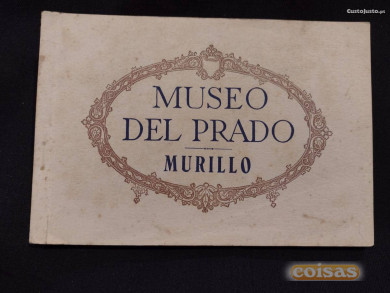 CustoJusto.pt
MUSEO
DEL PRADO
MURILLO
coisas